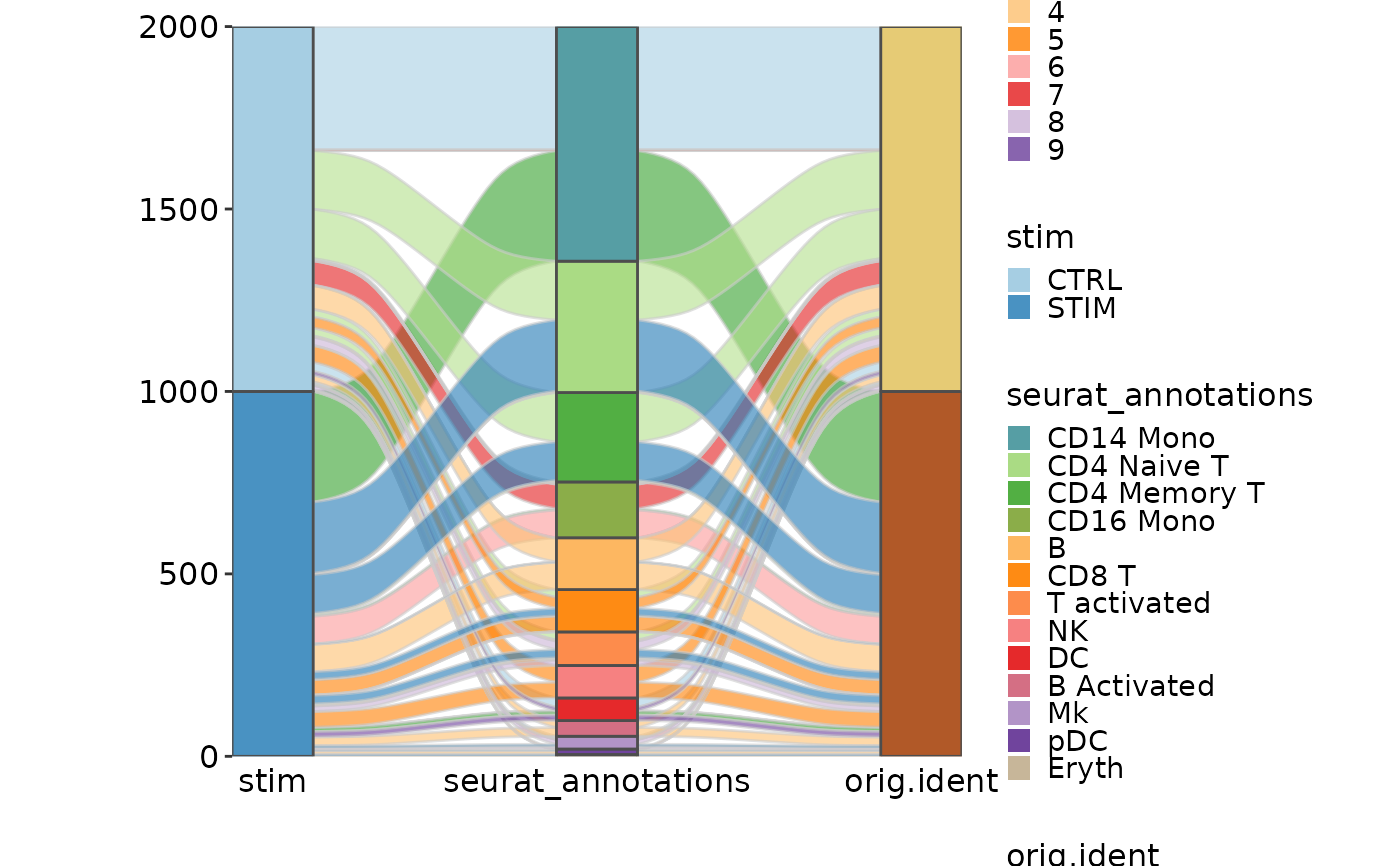 2000
1500
1000
500
0
stim
seurat_annotations
orig.ident
4
5
6
7
8
9
stim
CTRL
STIM
seurat_annotations
CD14 Mono
CD4 Naive T
CD4 Memory T
CD16 Mono
B
CD8 T
T activated
NK
DC
B Activated
Mk
pDC
Eryth
orig.ident